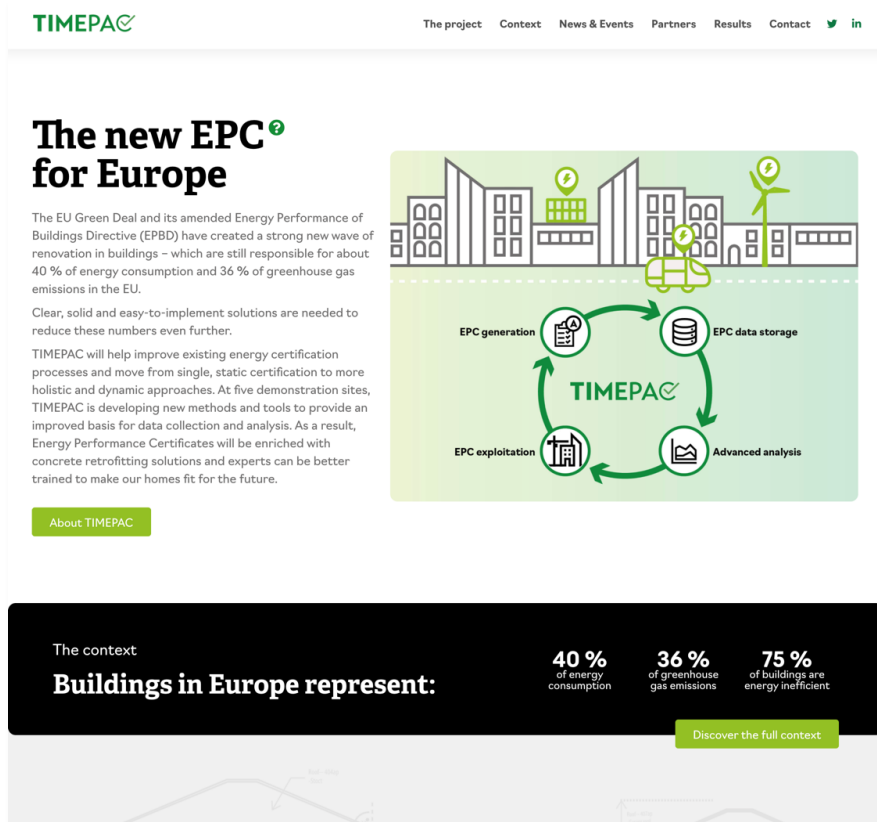 TIMEPAC
The project Context News & Events Partners Results Contact
The new EPC ?
for Europe
The EU Green Deal and its amended Energy Performance of
Buildings Directive (EPBD) have created a strong new wave of
renovation in buildings – which are still responsible for about
40 % of energy consumption and 36 % of greenhouse gas
emissions in the EU.
Clear, solid and easy-to-implement solutions are needed to
reduce these numbers even further.
TIMEPAC will help improve existing energy certification
processes and move from single, static certification to more
holistic and dynamic approaches. At five demonstration sites,
TIMEPAC is developing new methods and tools to provide an
improved basis for data collection and analysis. As a result,
Energy Performance Certificates will be enriched with
concrete retrofitting solutions and experts can be better
trained to make our homes fit for the future.
About TIMEPAC
EPC generation
A
EPC data storage
TIMEPAC
EPC exploitation
Advanced analysis
The context
Buildings in Europe represent:
40 %
of energy
consumption
36 %
of greenhouse
gas emissions
75 %
of buildings are
energy inefficient
Discover the full context